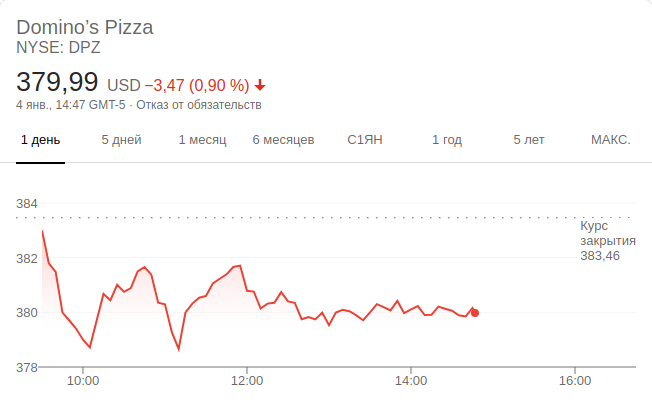 Domino’s Pizza
NYSE: DPZ
379,99 USD −3,47 (0,90 %)
4 янв., 14:47 GMT-5 · Отказ от обязательств
1 день 5 дней 1 месяц 6 месяцев С1ЯН 1 год 5 лет МАКС.
384
Курс
закрытия
383,46
382
380
378
10:00 12:00 14:00 16:00